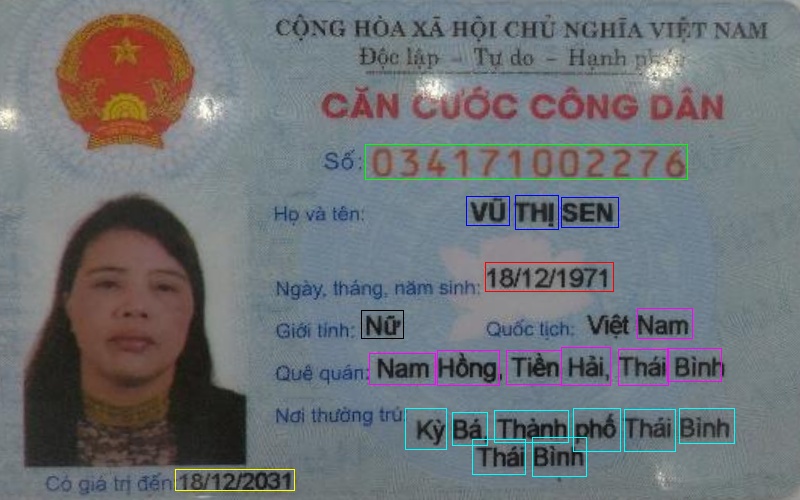 CỘNG HÒA XÃ HỘI CHỦ NGHĨA VIỆT NAM
Độc lập - Tự do - Hạnh phúc
CĂN CƯỚC CÔNG DÂN
Số: 034171002276
Họ và tên: VŨ THỊ SEN
Ngày, tháng, năm sinh: 18/12/1971
Giới tính: Nữ Quốc tịch: Việt Nam
Quê quán: Nam Hồng, Tiền Hải, Thái Bình
Nơi thường trú: Kỳ Bá, Thành phố Thái Bình
Thái Bình
Có giá trị đến: 18/12/2031